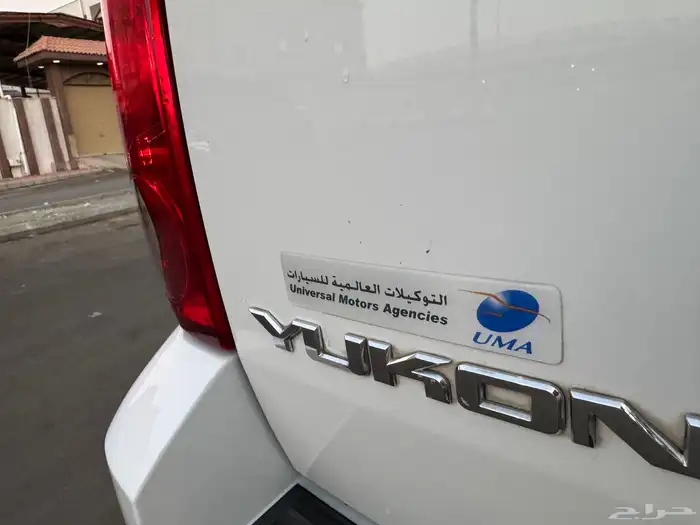 التوكيلات العالمية للسيارات
Universal Motors Agencies
UMA
YUKON
حراج